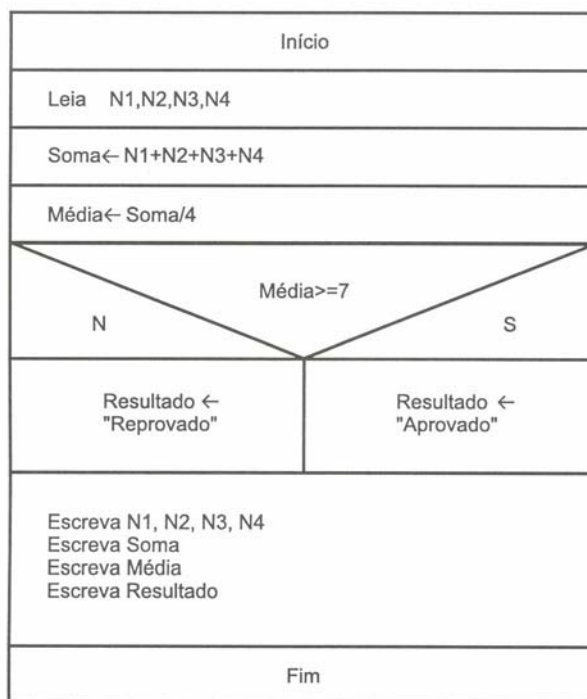 Início
Leia N1,N2,N3,N4
Soma← N1+N2+N3+N4
Média← Soma/4
Média>=7
N
S
Resultado ←
"Reprovado"
Resultado ←
"Aprovado"
Escreva N1, N2, N3, N4
Escreva Soma
Escreva Média
Escreva Resultado
Fim